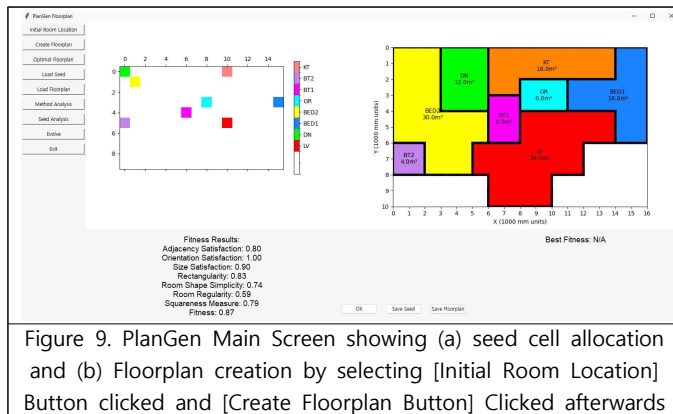 PlanGen Floorplan
Initial Room Location
Create Floorplan
Optimal Floorplan
Load Seed
Load Floorplan
Method Analysis
Seed Analysis
Evolve
Exit
0 2 4 6 8 10 12 14
0
2
4
6
8
KT
BT2
BT1
GR
BED2
BED1
DN
LV
Y (1000 mm units)
0
1
2
3
4
5
6
7
8
9
10
KT
18.0m²
DN
12.0m²
GR
6.0m²
BED1
18.0m²
BED2
30.0m²
BT1
6.0m²
BT2
4.0m²
LV
0 1 2 3 4 5 6 7 8 9 10 11 12 13 14 15 16
X (1000 mm units)
Fitness Results:
Adjacency Satisfaction: 0.80
Orientation Satisfaction: 1.00
Size Satisfaction: 0.90
Rectangularity: 0.83
Room Shape Simplicity: 0.74
Room Regularity: 0.59
Squareness Measure: 0.79
Fitness: 0.87
Best Fitness: N/A
OK
Save Seed
Save Floorplan
Figure 9. PlanGen Main Screen showing (a) seed cell allocation
and (b) Floorplan creation by selecting [Initial Room Location]
Button clicked and [Create Floorplan Button] Clicked afterwards